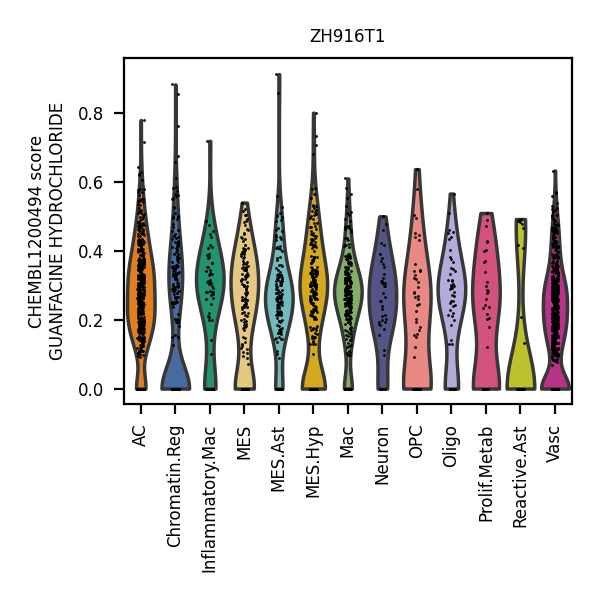 ZH916T1
CHEMBL1200494 score
GUANFACINE HYDROCHLORIDE
0.8
0.6
0.4
0.2
0.0
AC
Chromatin.Reg
Inflammatory.Mac
MES
MES.Ast
MES.Hyp
Mac
Neuron
OPC
Oligo
Prolif.Metab
Reactive.Ast
Vasc